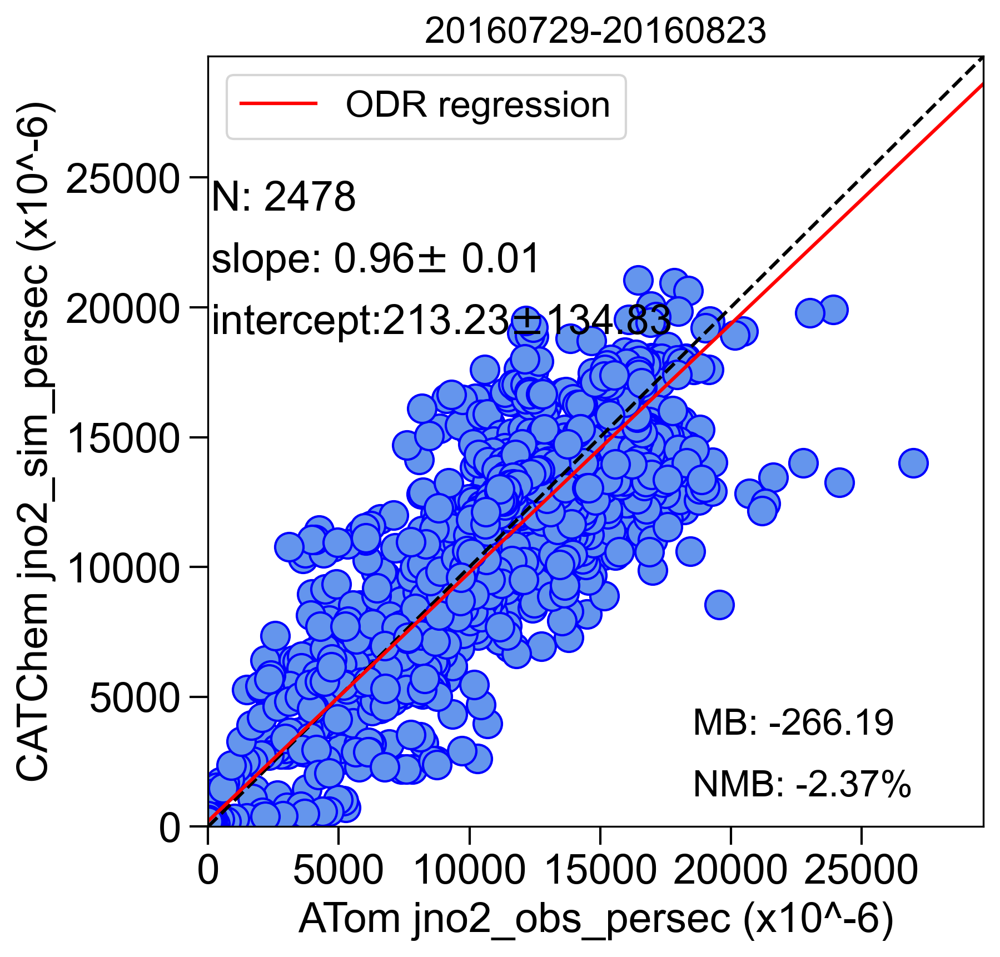 20160729-20160823
ODR regression
N: 2478
slope: 0.96± 0.01
intercept:213.23±134.83
MB: -266.19
NMB: -2.37%
CATChem jno2_sim_persec (x10^-6)
25000
20000
15000
10000
5000
0
0 5000 10000 15000 20000 25000
ATom jno2_obs_persec (x10^-6)